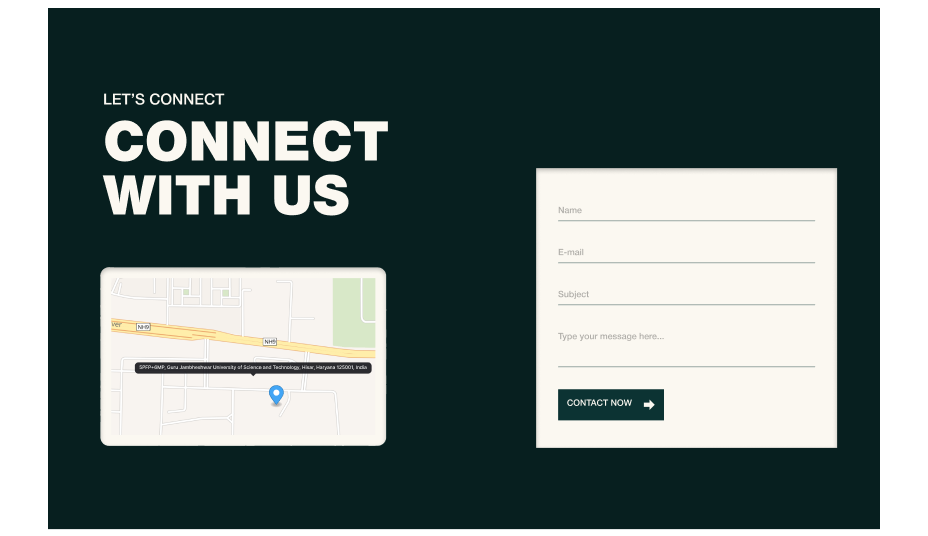 LET'S CONNECT
CONNECT
WITH US
ver
NH9
NH9
5PFP+6MP, Guru Jambheshwar University of Science and Technology, Hisar, Haryana 125001, India
Name
E-mail
Subject
Type your message here...
CONTACT NOW